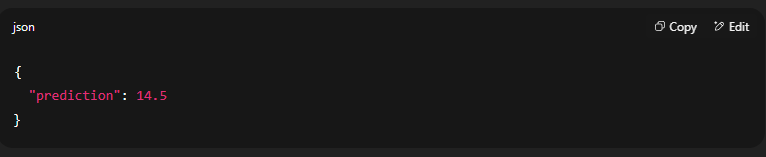 json Copy Edit
{
"prediction": 14.5
}